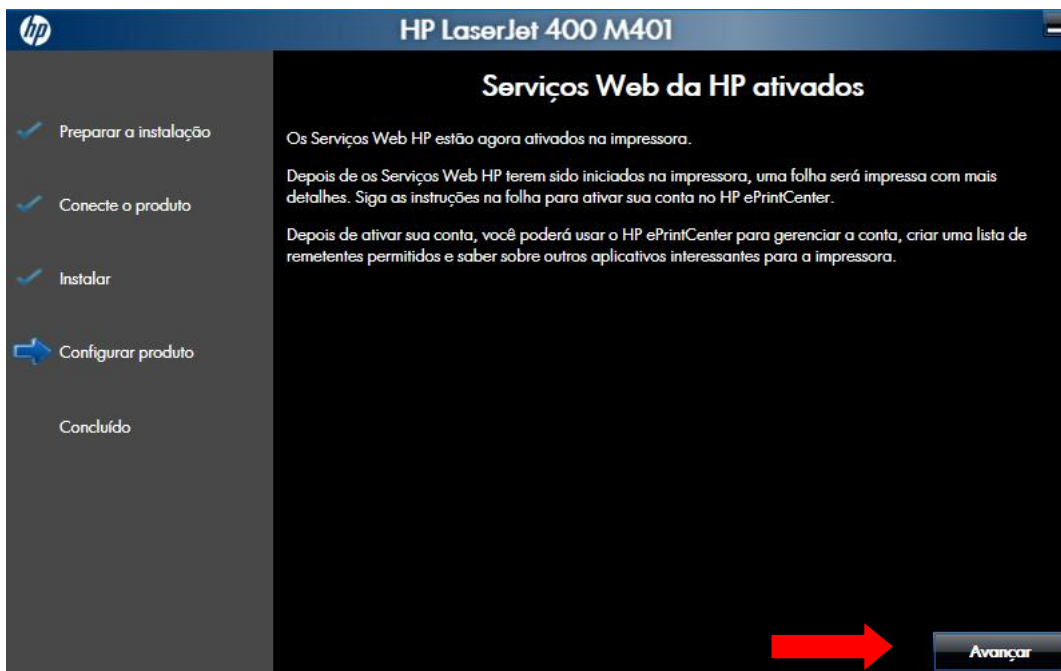 hp
HP LaserJet 400 M401
Serviços Web da HP ativados
Preparar a instalação
Conecte o produto
Instalar
Configurar produto
Concluído
Os Serviços Web HP estão agora ativados na impressora.
Depois de os Serviços Web HP terem sido iniciados na impressora, uma folha será impressa com mais
detalhes. Siga as instruções na folha para ativar sua conta no HP ePrintCenter.
Depois de ativar sua conta, você poderá usar o HP ePrintCenter para gerenciar a conta, criar uma lista de
remetentes permitidos e saber sobre outros aplicativos interessantes para a impressora.
Avançar